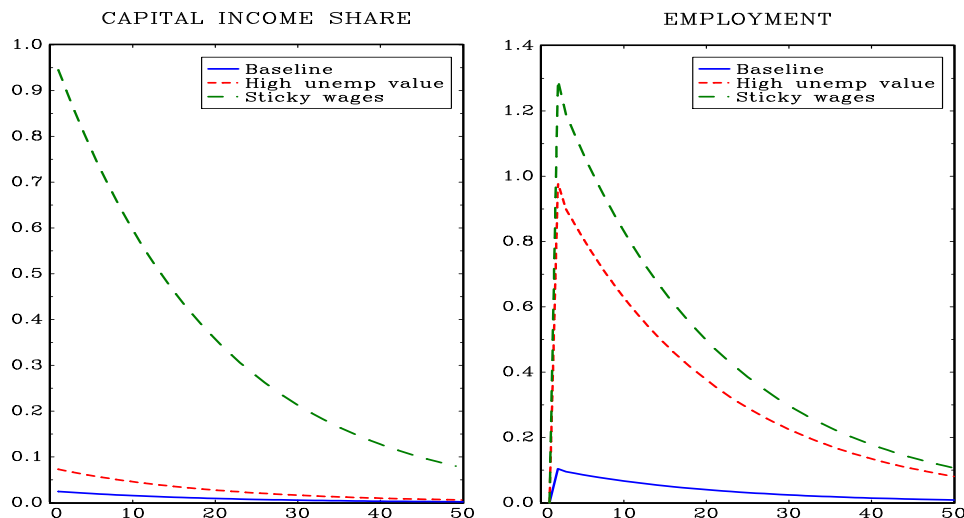 CAPITAL INCOME SHARE
1.0
0.9
0.8
0.7
0.6
0.5
0.4
0.3
0.2
0.1
0.0
0 10 20 30 40 50
Baseline
High unemp value
Sticky wages
EMPLOYMENT
1.4
1.2
1.0
0.8
0.6
0.4
0.2
0.0
0 10 20 30 40 50
Baseline
High unemp value
Sticky wages